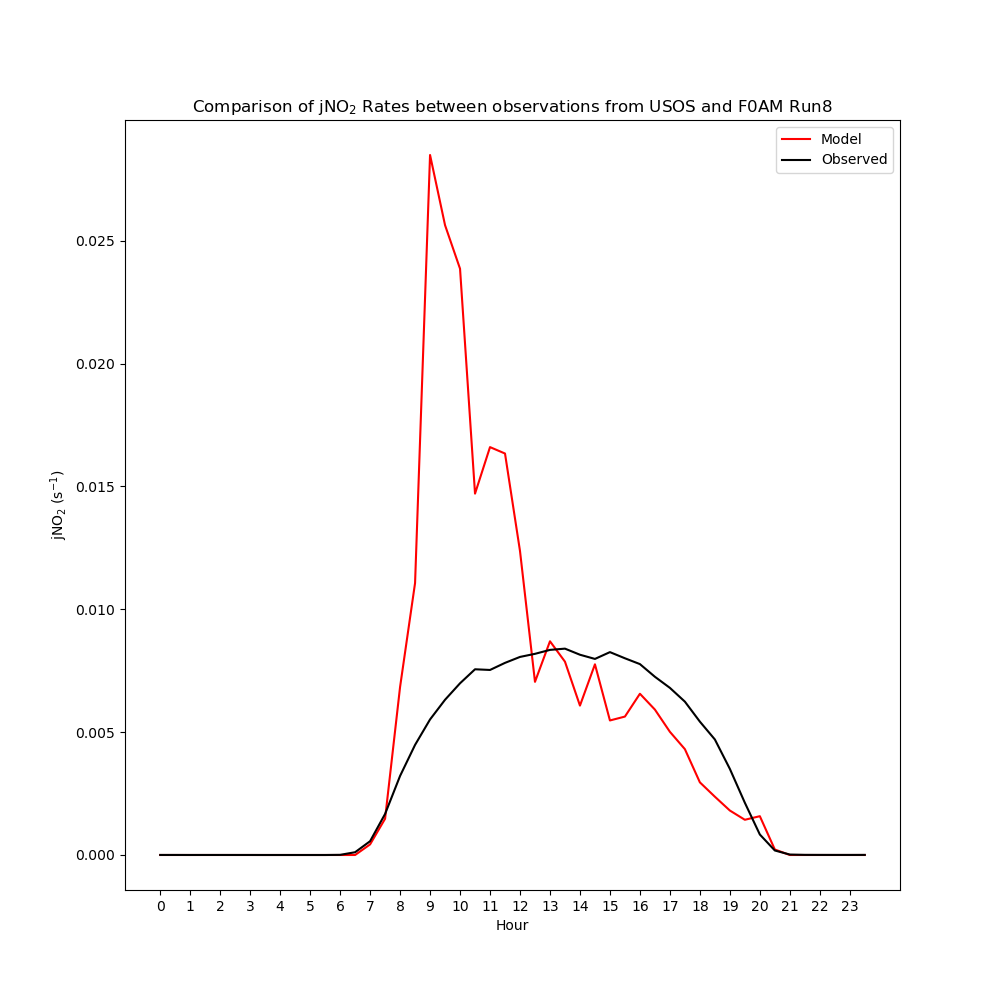 Comparison of jNO₂ Rates between observations from USOS and F0AM Run8
Model
Observed
0.025
0.020
0.015
0.010
0.005
0.000
jNO₂ (s⁻¹)
0 1 2 3 4 5 6 7 8 9 10 11 12 13 14 15 16 17 18 19 20 21 22 23
Hour